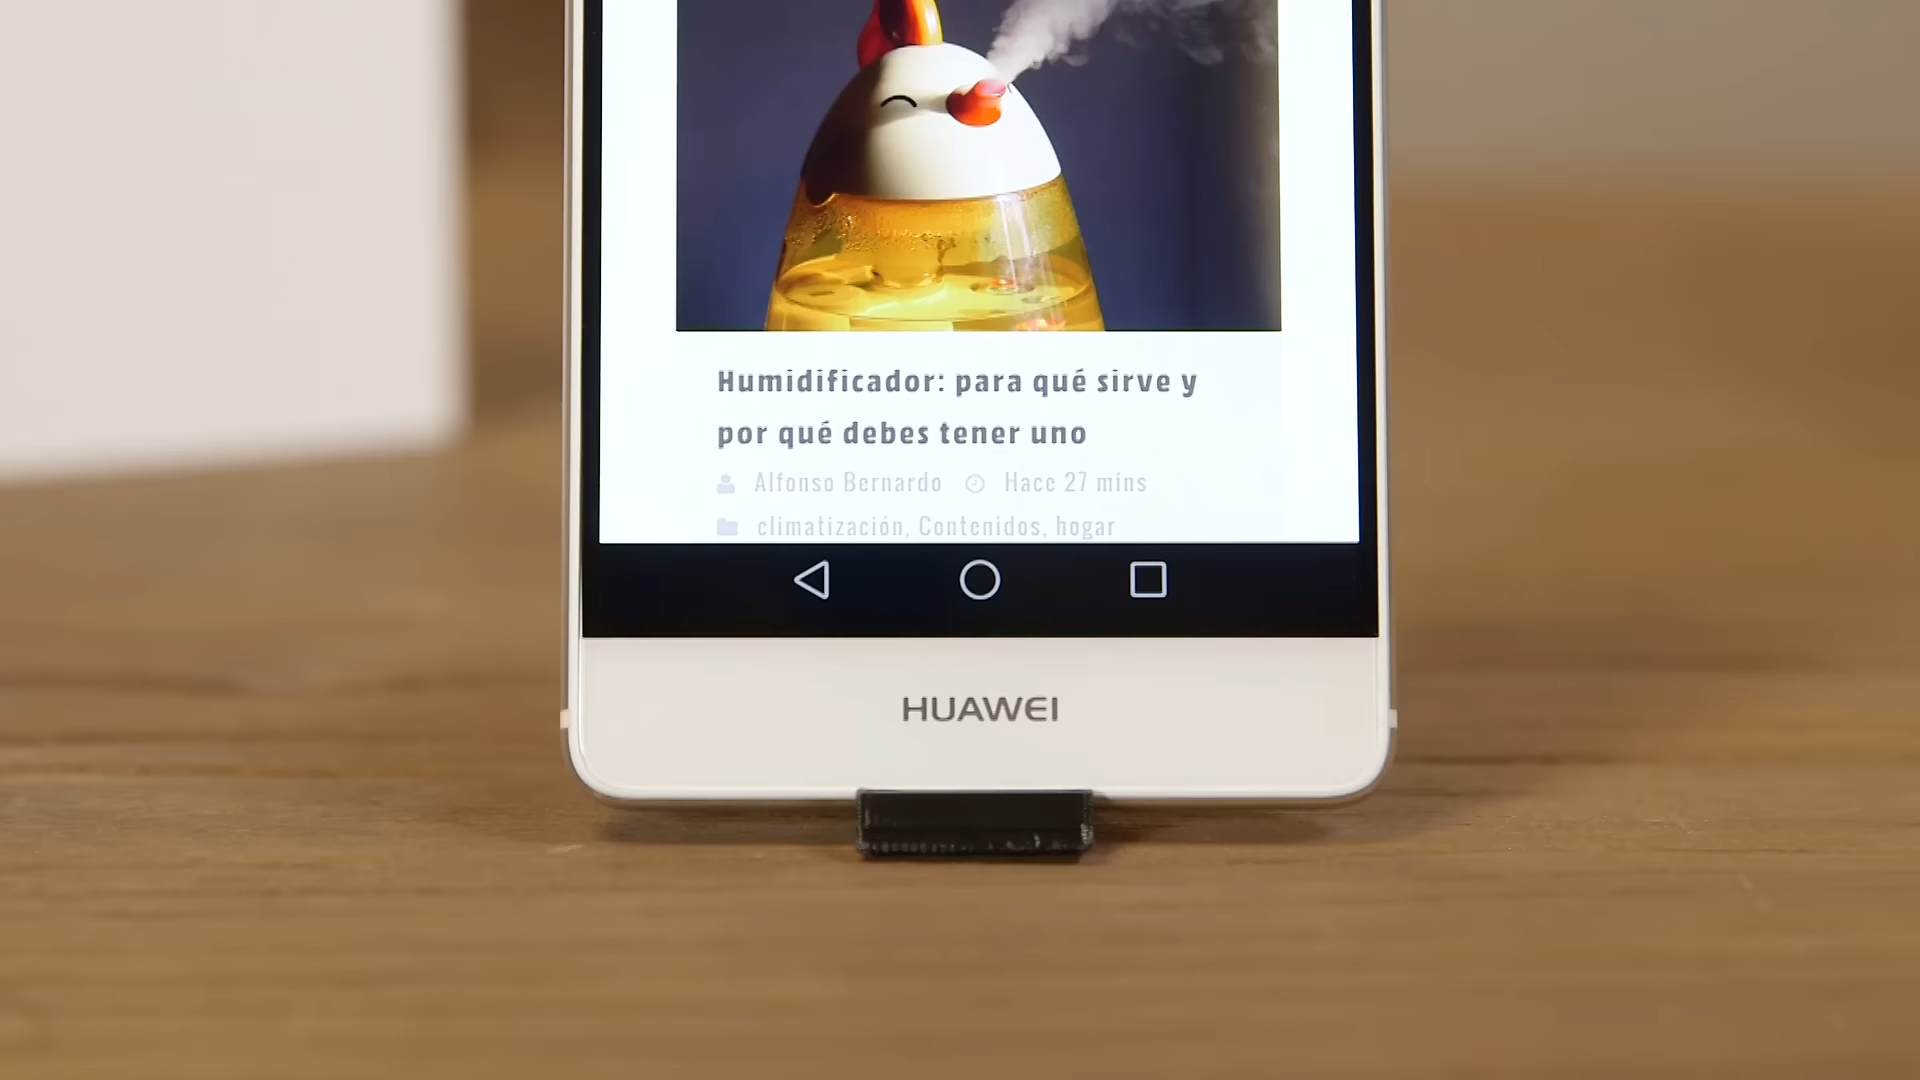 Humidificador: para qué sirve y
por qué debes tener uno
Alfonso Bernardo Hace 27 mins
climatización, Contenidos, hogar
HUAWEI